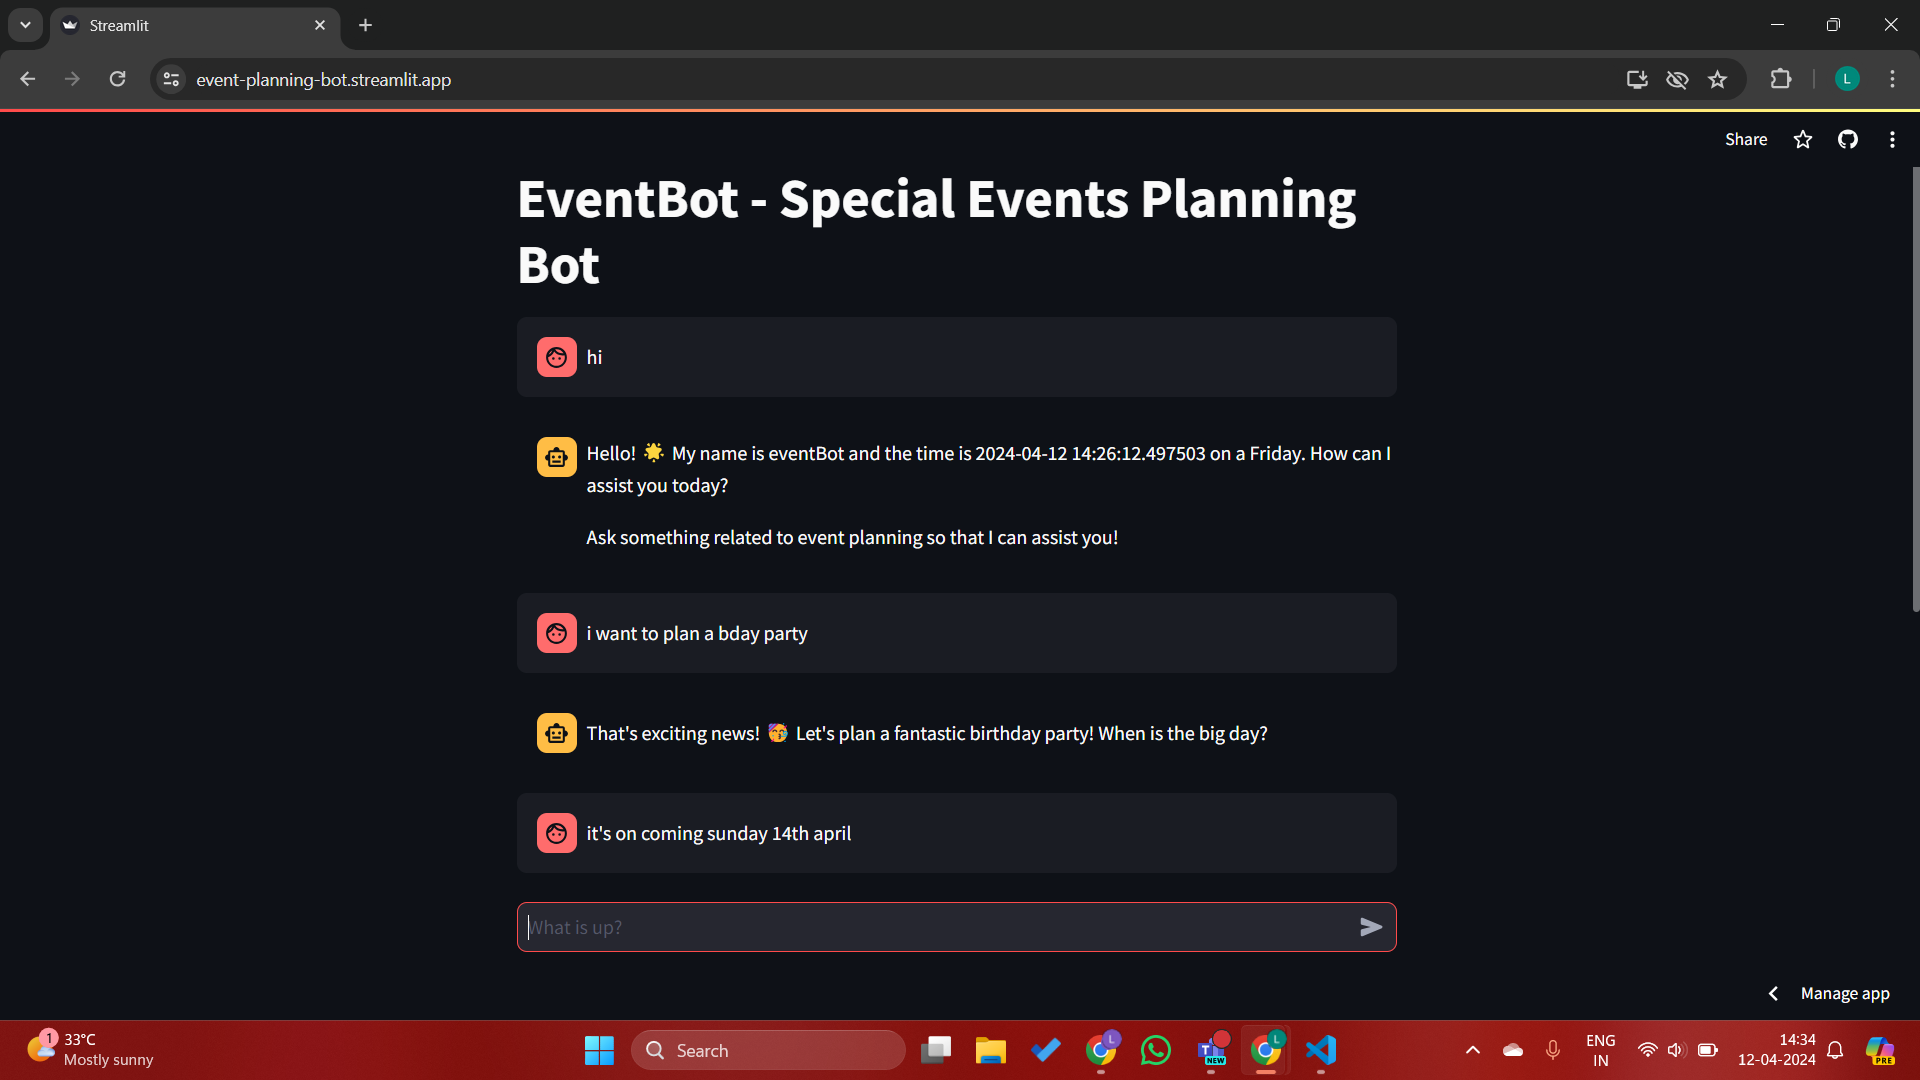 Streamlit
event-planning-bot.streamlit.app
L
Share
EventBot - Special Events Planning
Bot
hi
Hello! 🌟 My name is eventBot and the time is 2024-04-12 14:26:12.497503 on a Friday. How can I
assist you today?
Ask something related to event planning so that I can assist you!
i want to plan a bday party
That's exciting news! 🥳 Let's plan a fantastic birthday party! When is the big day?
it's on coming sunday 14th april
What is up?
Manage app
1
33°C
Mostly sunny
Search
L
T
NEW
L
ENG
IN
14:34
12-04-2024
PRE